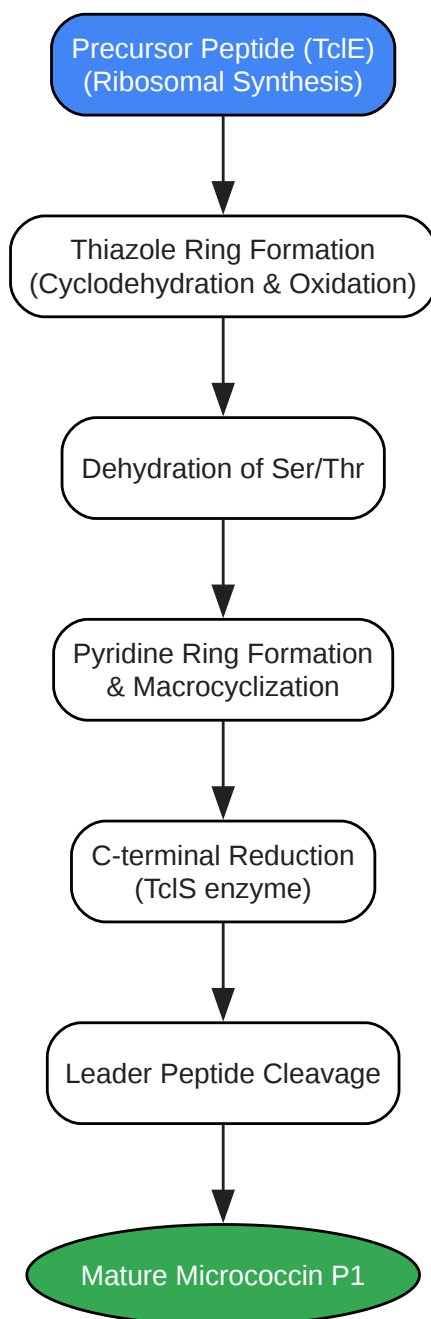 Precursor Peptide (TclE)
(Ribosomal Synthesis)
Thiazole Ring Formation
(Cyclodehydration & Oxidation)
Dehydration of Ser/Thr
Pyridine Ring Formation
& Macrocyclization
C-terminal Reduction
(TclS enzyme)
Leader Peptide Cleavage
Mature Micrococcin P1